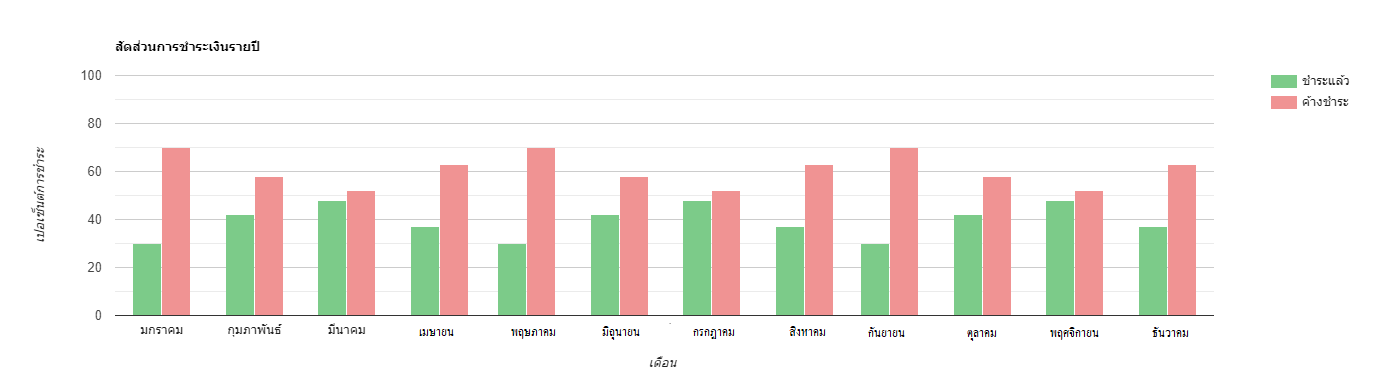 สัดส่วนการชำระเงินรายปี
100
80
60
40
20
0
เปอเซ็นต์การชำระ
ชำระแล้ว
ค้างชำระ
มกราคม กุมภาพันธ์ มีนาคม เมษายน พฤษภาคม มิถุนายน กรกฎาคม สิงหาคม กันยายน ตุลาคม พฤศจิกายน ธันวาคม
เดือน